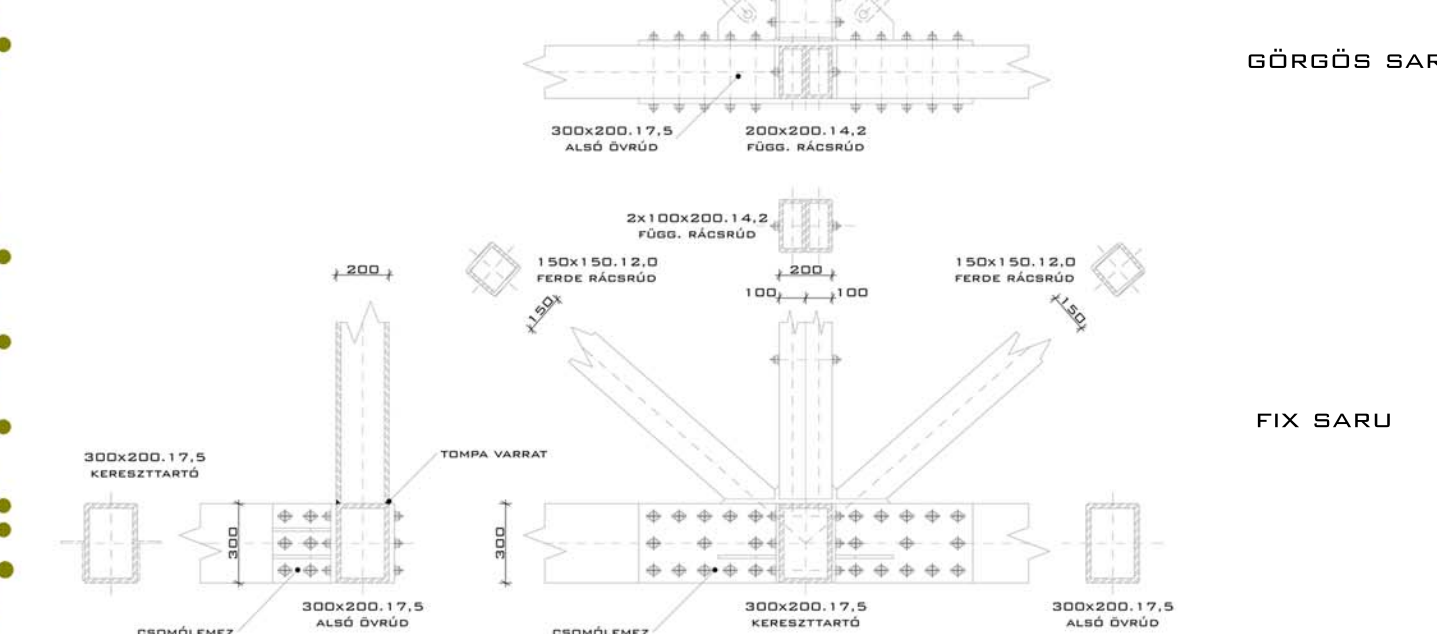 GÖRGÖS
300x200.17,5
ALSÓ ÖVRÚD
200x200.14,2
FÜGG. RÁCSRÚD
2x100x200.14,2
FÜGG. RÁCSRÚD
150x150.12,0
FERDE RÁCSRÚD
150x150.12,0
FERDE RÁCSRÚD
200
200
100
100
150
150
FIX SARU
300x200.17,5
KERESZTTARTÓ
TOMPA VARRAT
300
300
300x200.17,5
ALSÓ ÖVRÚD
300x200.17,5
KERESZTTARTÓ
300x200.17,5
ALSÓ ÖVRÚD
CSOMÓLEMEZ
CSOMÓLEMEZ